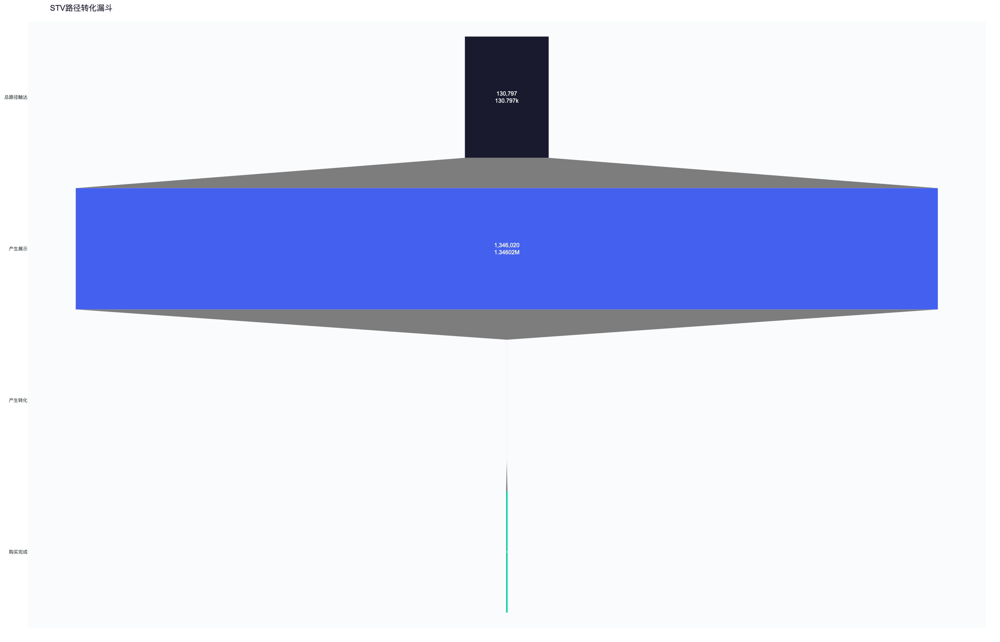 STV路径转化漏斗
总路径触达
130,797
130.797k
产生展示
1,346,020
1.34602M
产生转化
购买完成